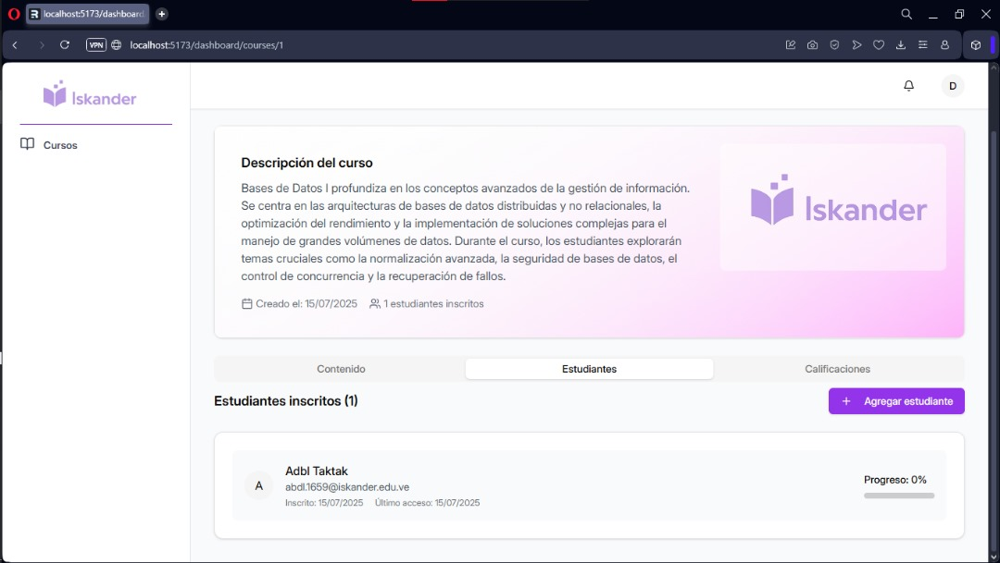 localhost:5173/dashboard
VPN
localhost:5173/dashboard/courses/1
Iskander
D
Cursos
Descripción del curso
Bases de Datos I profundiza en los conceptos avanzados de la gestión de información.
Se centra en las arquitecturas de bases de datos distribuidas y no relacionales, la
optimización del rendimiento y la implementación de soluciones complejas para el
manejo de grandes volúmenes de datos. Durante el curso, los estudiantes explorarán
temas cruciales como la normalización avanzada, la seguridad de bases de datos, el
control de concurrencia y la recuperación de fallos.
Iskander
Creado el: 15/07/2025 1 estudiantes inscritos
Contenido Estudiantes Calificaciones
Estudiantes inscritos (1)
+ Agregar estudiante
A
Adbl Taktak
abdl.1659@iskander.edu.ve
Inscrito: 15/07/2025 Último acceso: 15/07/2025
Progreso: 0%